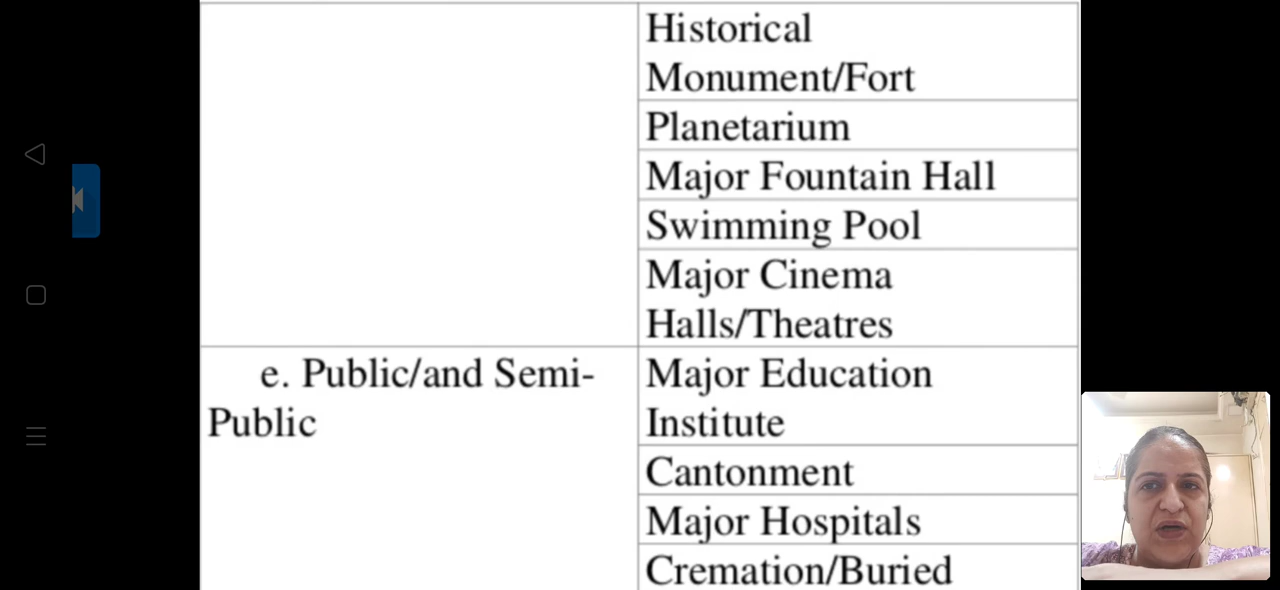 Historical
Monument/Fort
Planetarium
Major Fountain Hall
Swimming Pool
Major Cinema
Halls/Theatres
e. Public/and Semi-
Public
Major Education
Institute
Cantonment
Major Hospitals
Cremation/Buried